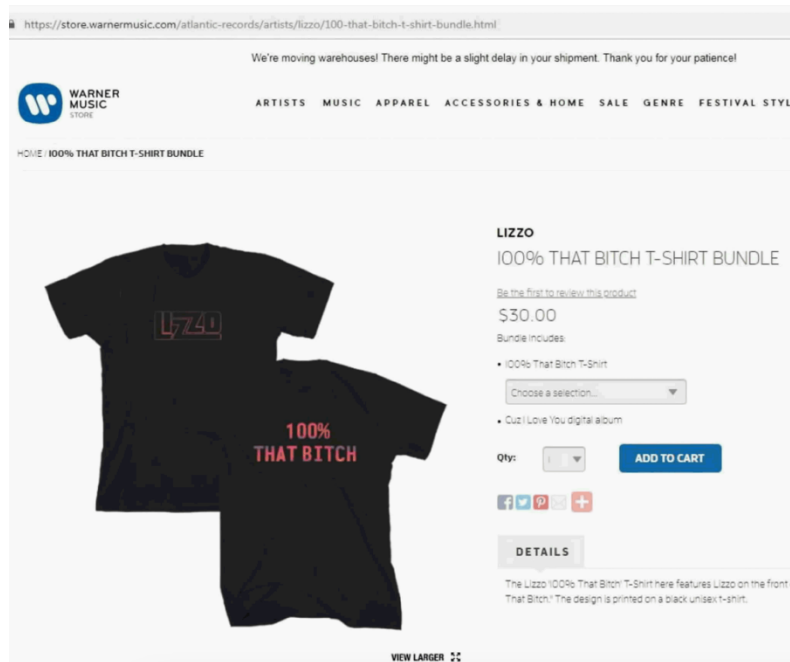 https://store.warnermusic.com/atlantic-records/artists/lizzo/100-that-bitch-t-shirt-bundle.html
We're moving warehouses! There might be a slight delay in your shipment. Thank you for your patience!
WARNER
MUSIC
STORE
ARTISTS MUSIC APPAREL ACCESSORIES & HOME SALE GENRE FESTIVAL STYL
HOME / 100% THAT BITCH T-SHIRT BUNDLE
LIZZO
100% THAT BITCH T-SHIRT BUNDLE
Be the first to review this product
$30.00
Bundle includes:
• 100% That Bitch T-Shirt
Choose a selection...
• Cuz I Love You digital album
Qty:
1
ADD TO CART
LIZZO
100%
THAT BITCH
DETAILS
The Lizzo '100% That Bitch' T-Shirt here features Lizzo on the front
That Bitch." The design is printed on a black unisex t-shirt.
VIEW LARGER